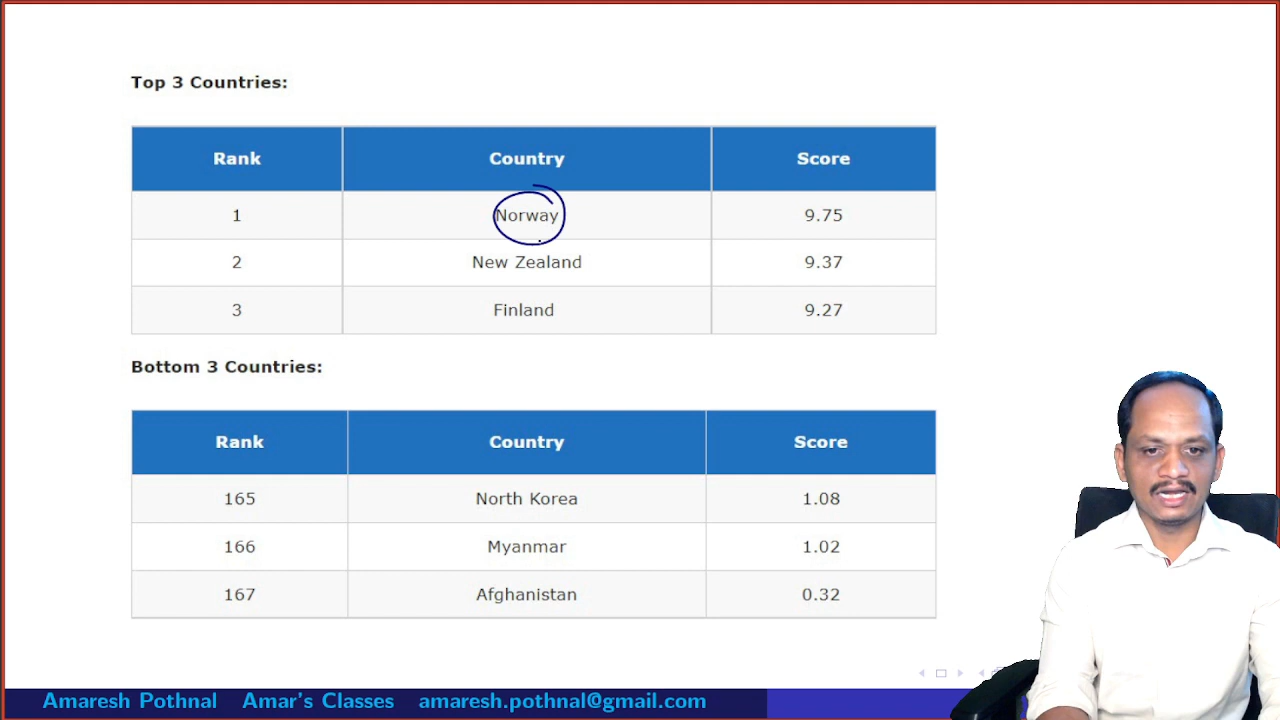 Top 3 Countries:
Rank Country Score
1 Norway 9.75
2 New Zealand 9.37
3 Finland 9.27
Bottom 3 Countries:
Rank Country Score
165 North Korea 1.08
166 Myanmar 1.02
167 Afghanistan 0.32
Amaresh Pothnal Amar's Classes amaresh.pothnal@gmail.com